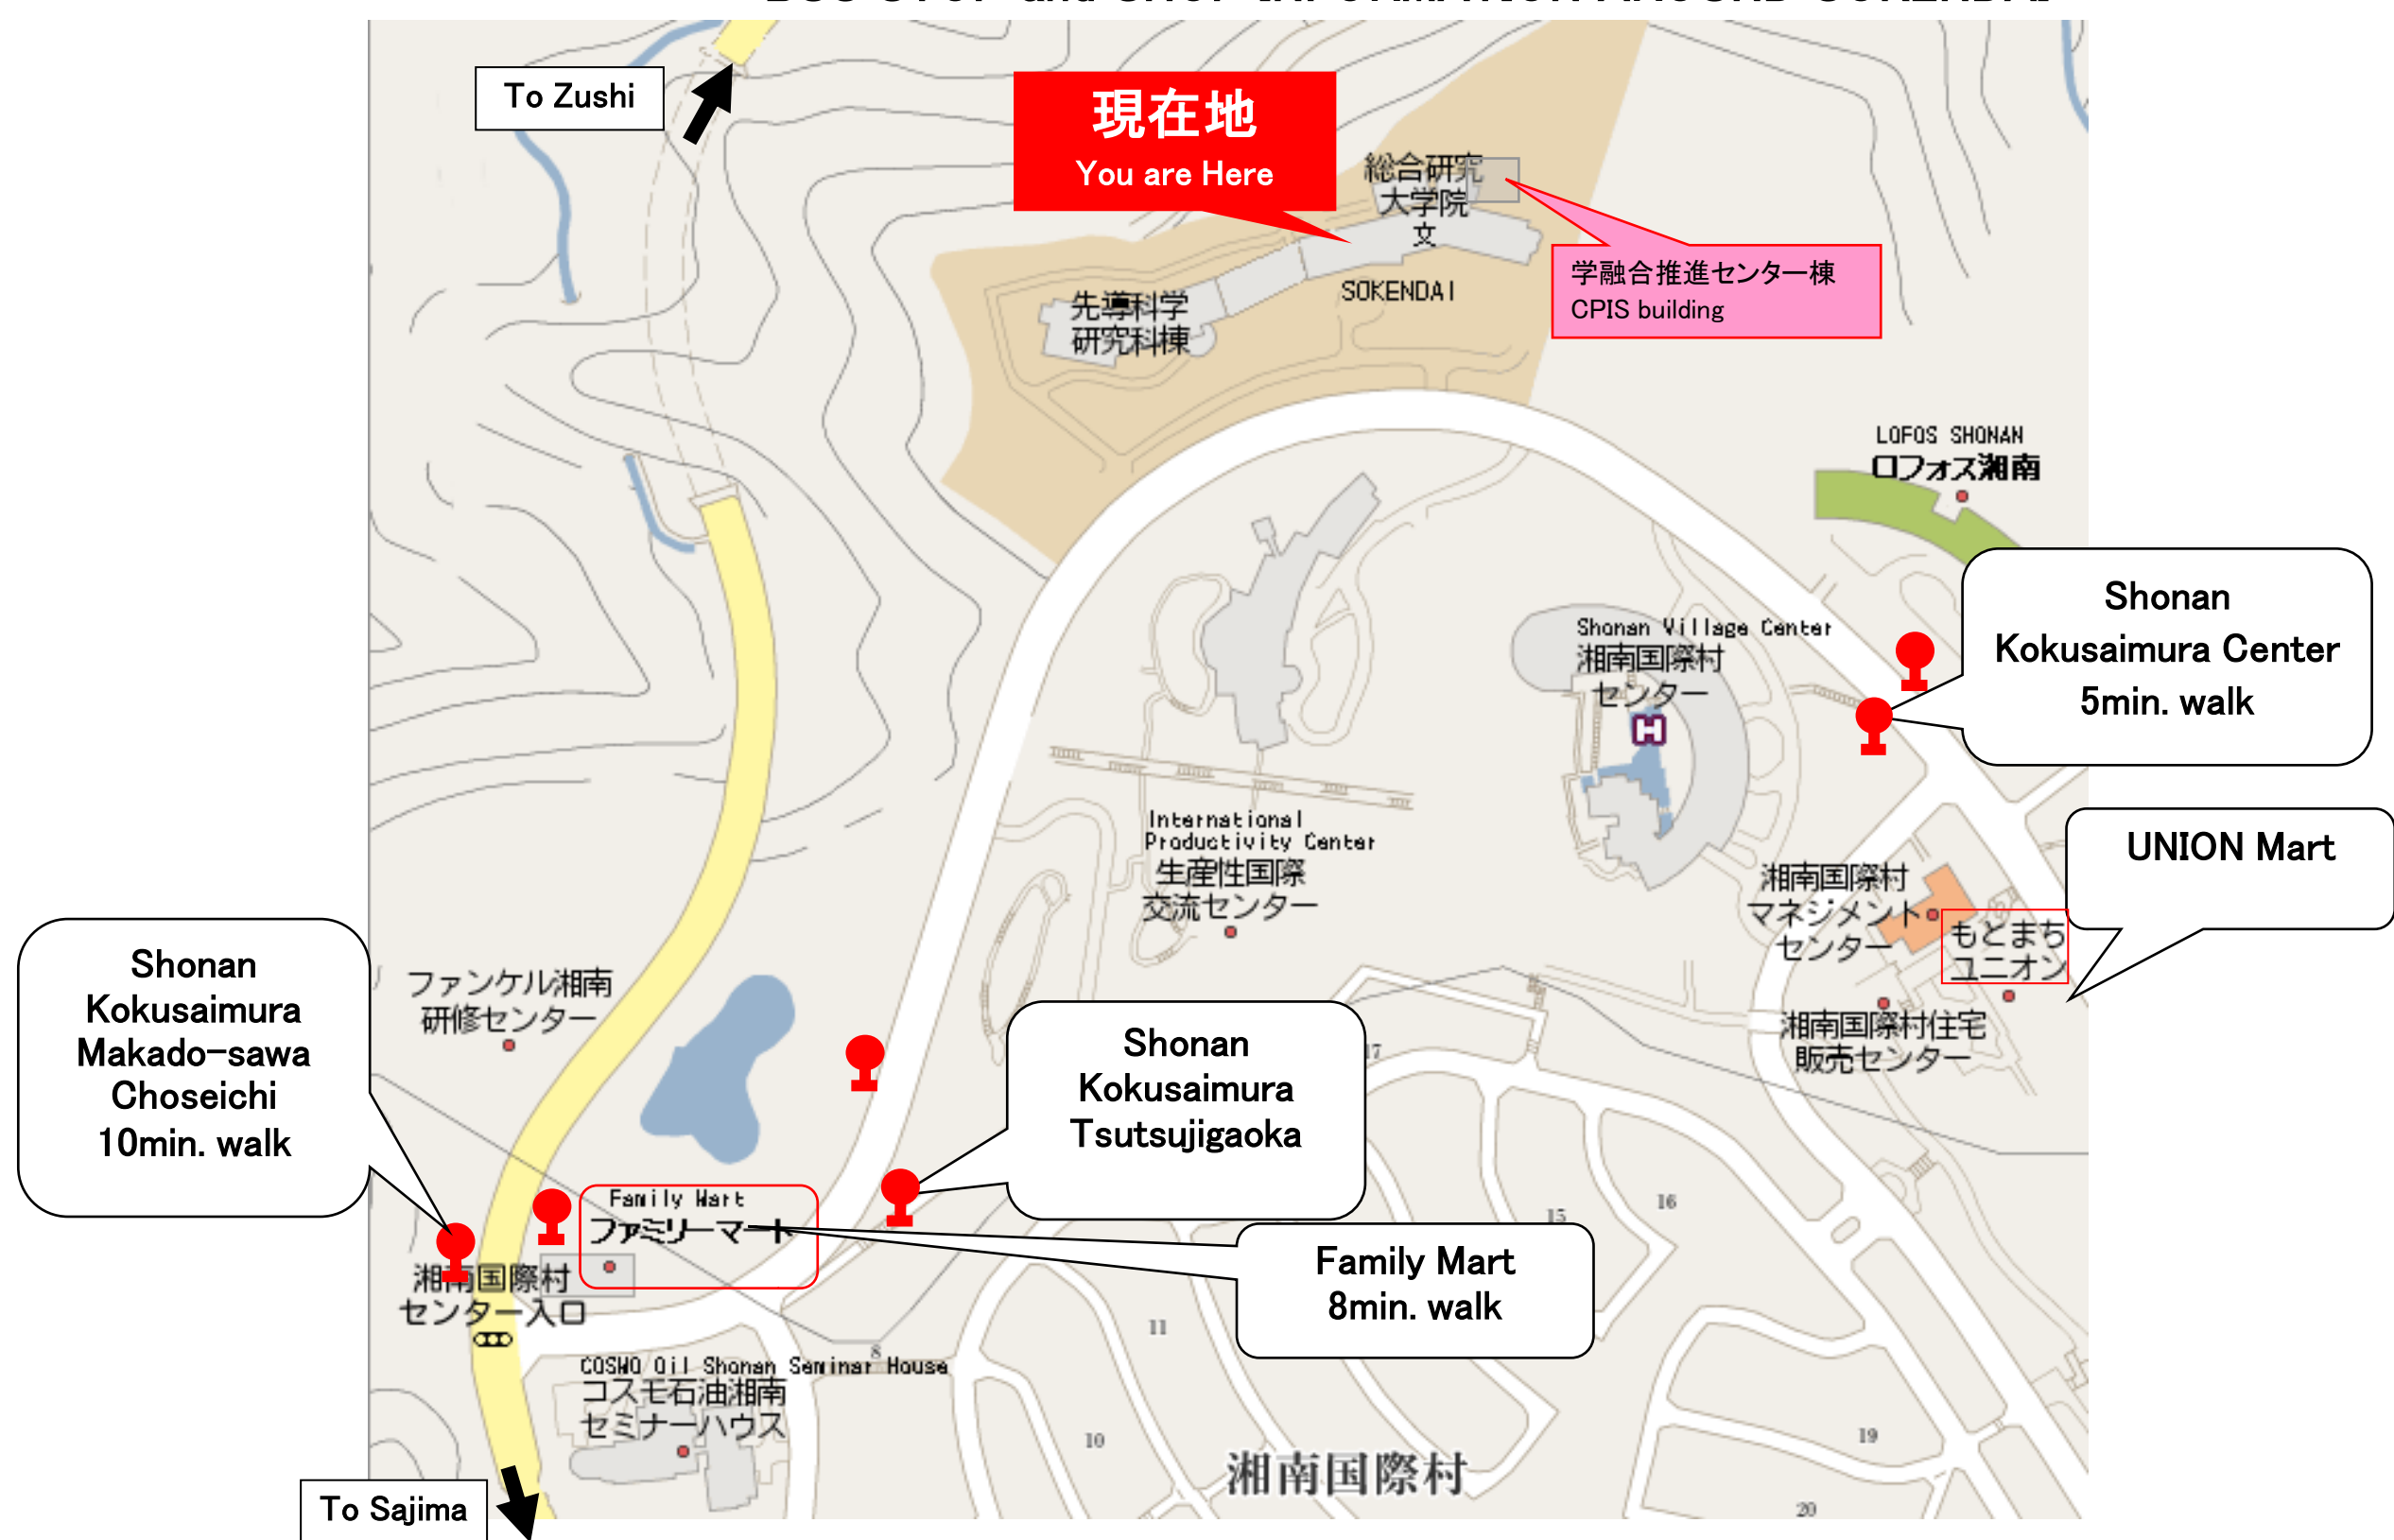 To Zushi
現在地
You are Here
総合研究
大学院
文
SOKENDAI
学融合推進センター棟
CPIS building
先導科学
研究科棟
LOFOS SHONAN
ロフォス湘南
Shonan
Kokusaimura Center
5min. walk
Shonan Village Center
湘南国際村
センター
H
International
Productivity Center
生産性国際
交流センター
UNION Mart
湘南国際村
マネジメント
センター
もとまち
ユニオン
湘南国際村住宅
販売センター
Shonan
Kokusaimura
Makado-sawa
Choseichi
10min. walk
ファンケル湘南
研修センター
Shonan
Kokusaimura
Tsutsujigaoka
17
Family Mart
ファミリーマート
Family Mart
8min. walk
15
16
湘南国際村
センター入口
11
8
COSMO Oil Shonan Seminar House
コスモ石油湘南
セミナーハウス
10
19
湘南国際村
20
To Sajima